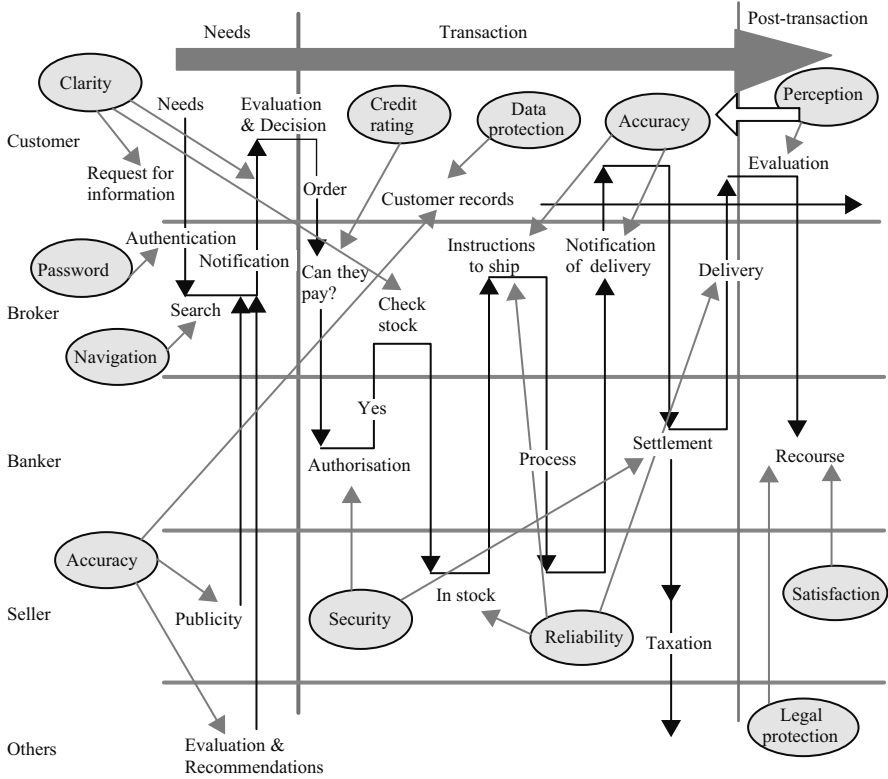 Needs
Transaction
Post-transaction
Clarity
Needs
Evaluation
& Decision
Credit
rating
Data
protection
Accuracy
Perception
Customer
Request for
information
Order
Customer records
Evaluation
Authentication
Password
Notification
Can they
pay?
Instructions
to ship
Notification
of delivery
Delivery
Broker
Search
Check
stock
Navigation
Yes
Banker
Authorisation
Process
Settlement
Recourse
Accuracy
Seller
Publicity
Security
In stock
Reliability
Taxation
Satisfaction
Legal
protection
Others
Evaluation &
Recommendations